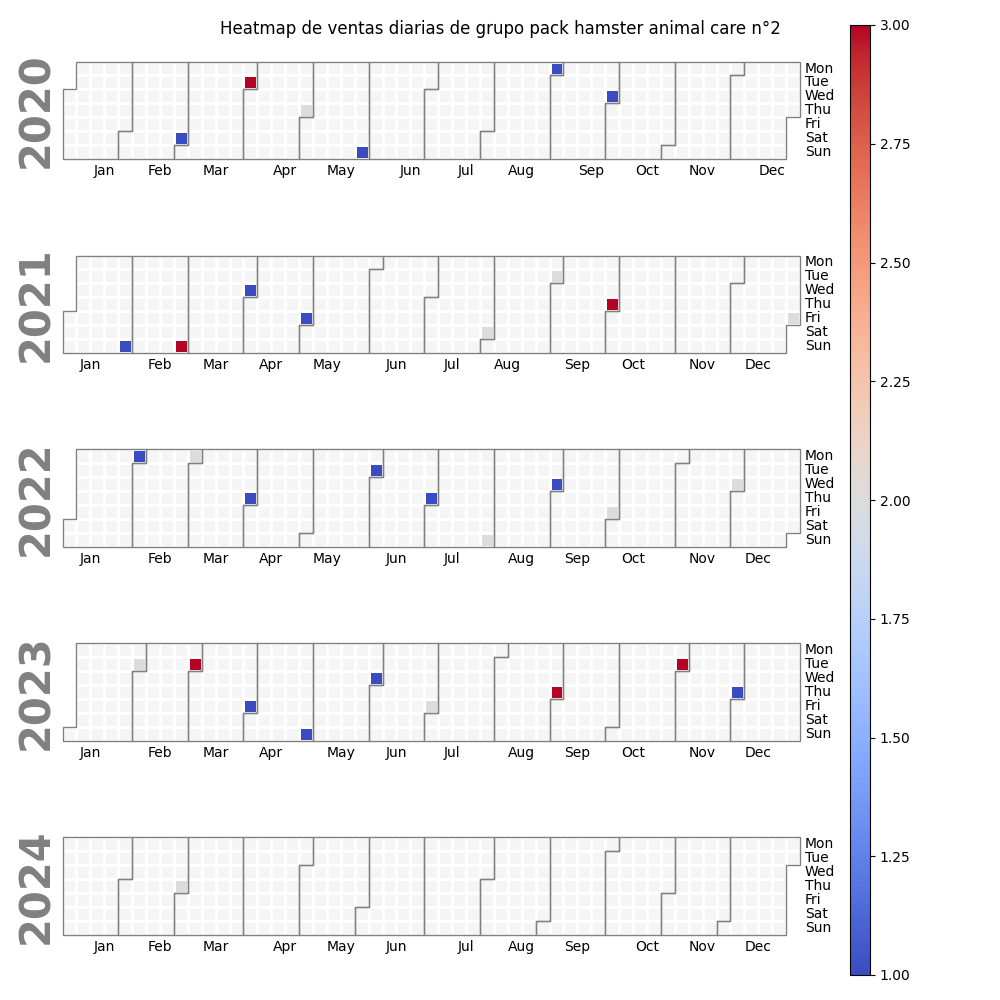 Heatmap de ventas diarias de grupo pack hamster animal care n°2
2020
Mon
Tue
Wed
Thu
Fri
Sat
Sun
Jan Feb Mar Apr May Jun Jul Aug Sep Oct Nov Dec
2021
Mon
Tue
Wed
Thu
Fri
Sat
Sun
Jan Feb Mar Apr May Jun Jul Aug Sep Oct Nov Dec
2022
Mon
Tue
Wed
Thu
Fri
Sat
Sun
Jan Feb Mar Apr May Jun Jul Aug Sep Oct Nov Dec
2023
Mon
Tue
Wed
Thu
Fri
Sat
Sun
Jan Feb Mar Apr May Jun Jul Aug Sep Oct Nov Dec
2024
Mon
Tue
Wed
Thu
Fri
Sat
Sun
Jan Feb Mar Apr May Jun Jul Aug Sep Oct Nov Dec
3.00
2.75
2.50
2.25
2.00
1.75
1.50
1.25
1.00